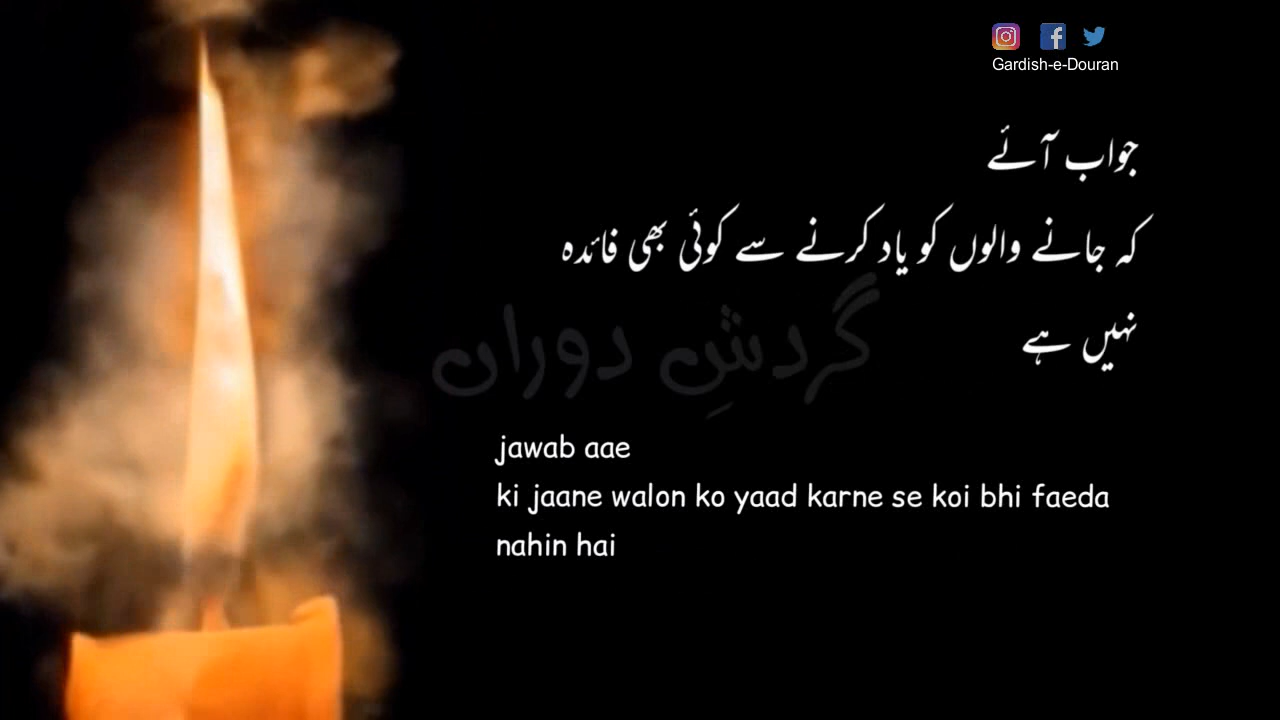 Gardish-e-Douran
جواب آئے
کہ جانے والوں کو یاد کرنے سے کوئی بھی فائدہ
نہیں ہے
گردشِ دوران
jawab aae
ki jaane walon ko yaad karne se koi bhi faeda
nahin hai